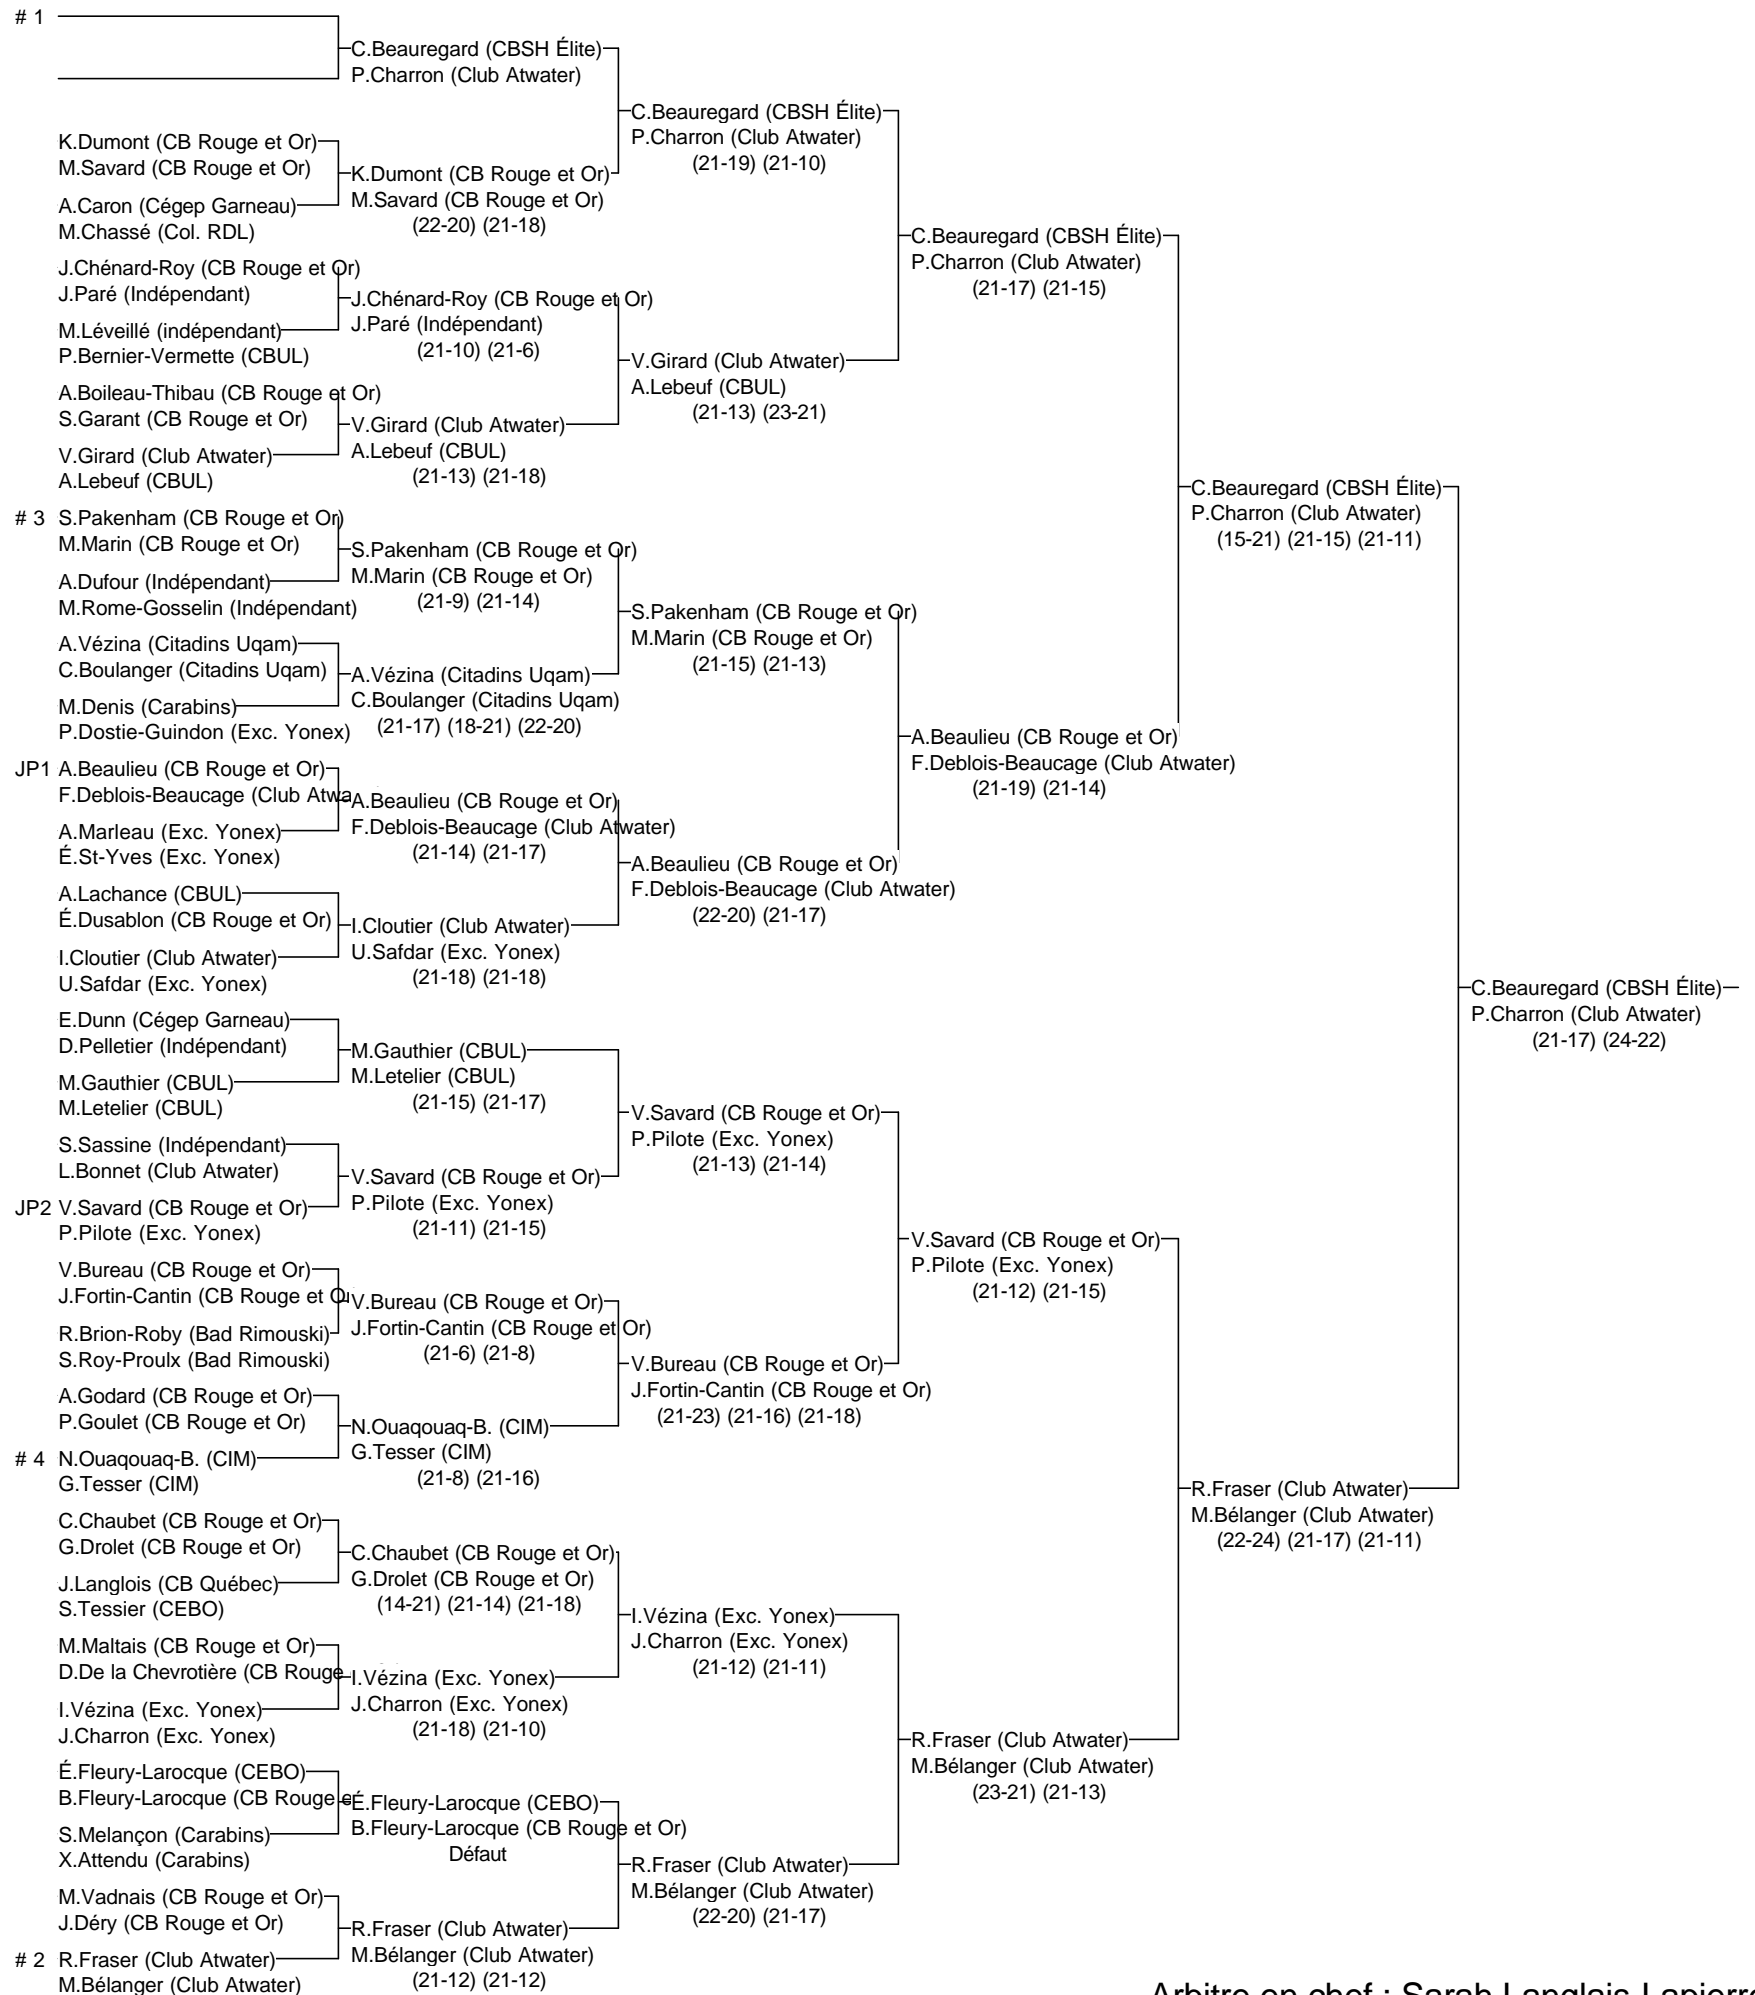 # 1
C.Beauregard (CBSH Élite)
P.Charron (Club Atwater)
K.Dumont (CB Rouge et Or)
M.Savard (CB Rouge et Or)
A.Caron (Cégep Garneau)
M.Chassé (Col. RDL)
K.Dumont (CB Rouge et Or)
M.Savard (CB Rouge et Or)
(22-20) (21-18)
C.Beauregard (CBSH Élite)
P.Charron (Club Atwater)
(21-19) (21-10)
J.Chénard-Roy (CB Rouge et Or)
J.Paré (Indépendant)
M.Léveillé (indépendant)
P.Bernier-Vermette (CBUL)
J.Chénard-Roy (CB Rouge et Or)
J.Paré (Indépendant)
(21-10) (21-6)
A.Boileau-Thibau (CB Rouge et Or)
S.Garant (CB Rouge et Or)
V.Girard (Club Atwater)
A.Lebeuf (CBUL)
V.Girard (Club Atwater)
A.Lebeuf (CBUL)
(21-13) (21-18)
V.Girard (Club Atwater)
A.Lebeuf (CBUL)
(21-13) (23-21)
C.Beauregard (CBSH Élite)
P.Charron (Club Atwater)
(21-17) (21-15)
# 3 S.Pakenham (CB Rouge et Or)
M.Marin (CB Rouge et Or)
A.Dufour (Indépendant)
M.Rome-Gosselin (Indépendant)
S.Pakenham (CB Rouge et Or)
M.Marin (CB Rouge et Or)
(21-9) (21-14)
A.Vézina (Citadins Uqam)
C.Boulanger (Citadins Uqam)
M.Denis (Carabins)
P.Dostie-Guindon (Exc. Yonex)
A.Vézina (Citadins Uqam)
C.Boulanger (Citadins Uqam)
(21-17) (18-21) (22-20)
S.Pakenham (CB Rouge et Or)
M.Marin (CB Rouge et Or)
(21-15) (21-13)
JP1 A.Beaulieu (CB Rouge et Or)
F.Deblois-Beaucage (Club Atwa
A.Marleau (Exc. Yonex)
É.St-Yves (Exc. Yonex)
A.Beaulieu (CB Rouge et Or)
F.Deblois-Beaucage (Club Atwater)
(21-14) (21-17)
A.Lachance (CBUL)
É.Dusablon (CB Rouge et Or)
I.Cloutier (Club Atwater)
U.Safdar (Exc. Yonex)
I.Cloutier (Club Atwater)
U.Safdar (Exc. Yonex)
(21-18) (21-18)
A.Beaulieu (CB Rouge et Or)
F.Deblois-Beaucage (Club Atwater)
(22-20) (21-17)
A.Beaulieu (CB Rouge et Or)
F.Deblois-Beaucage (Club Atwater)
(21-19) (21-14)
C.Beauregard (CBSH Élite)
P.Charron (Club Atwater)
(15-21) (21-15) (21-11)
E.Dunn (Cégep Garneau)
D.Pelletier (Indépendant)
M.Gauthier (CBUL)
M.Letelier (CBUL)
M.Gauthier (CBUL)
M.Letelier (CBUL)
(21-15) (21-17)
S.Sassine (Indépendant)
L.Bonnet (Club Atwater)
JP2 V.Savard (CB Rouge et Or)
P.Pilote (Exc. Yonex)
V.Savard (CB Rouge et Or)
P.Pilote (Exc. Yonex)
(21-11) (21-15)
V.Savard (CB Rouge et Or)
P.Pilote (Exc. Yonex)
(21-13) (21-14)
V.Bureau (CB Rouge et Or)
J.Fortin-Cantin (CB Rouge et O
R.Brion-Roby (Bad Rimouski)
S.Roy-Proulx (Bad Rimouski)
V.Bureau (CB Rouge et Or)
J.Fortin-Cantin (CB Rouge et Or)
(21-6) (21-8)
A.Godard (CB Rouge et Or)
P.Goulet (CB Rouge et Or)
# 4 N.Ouaqouaq-B. (CIM)
G.Tesser (CIM)
N.Ouaqouaq-B. (CIM)
G.Tesser (CIM)
(21-8) (21-16)
V.Bureau (CB Rouge et Or)
J.Fortin-Cantin (CB Rouge et Or)
(21-23) (21-16) (21-18)
V.Savard (CB Rouge et Or)
P.Pilote (Exc. Yonex)
(21-12) (21-15)
C.Chaubet (CB Rouge et Or)
G.Drolet (CB Rouge et Or)
J.Langlois (CB Québec)
S.Tessier (CEBO)
C.Chaubet (CB Rouge et Or)
G.Drolet (CB Rouge et Or)
(14-21) (21-14) (21-18)
M.Maltais (CB Rouge et Or)
D.De la Chevrotière (CB Rouge
I.Vézina (Exc. Yonex)
J.Charron (Exc. Yonex)
I.Vézina (Exc. Yonex)
J.Charron (Exc. Yonex)
(21-18) (21-10)
I.Vézina (Exc. Yonex)
J.Charron (Exc. Yonex)
(21-12) (21-11)
É.Fleury-Larocque (CEBO)
B.Fleury-Larocque (CB Rouge e
S.Melançon (Carabins)
X.Attendu (Carabins)
É.Fleury-Larocque (CEBO)
B.Fleury-Larocque (CB Rouge et Or)
Défaut
M.Vadnais (CB Rouge et Or)
J.Déry (CB Rouge et Or)
# 2 R.Fraser (Club Atwater)
M.Bélanger (Club Atwater)
R.Fraser (Club Atwater)
M.Bélanger (Club Atwater)
(21-12) (21-12)
R.Fraser (Club Atwater)
M.Bélanger (Club Atwater)
(22-20) (21-17)
R.Fraser (Club Atwater)
M.Bélanger (Club Atwater)
(23-21) (21-13)
R.Fraser (Club Atwater)
M.Bélanger (Club Atwater)
(22-24) (21-17) (21-11)
C.Beauregard (CBSH Élite)
P.Charron (Club Atwater)
(21-17) (24-22)
Arbitre en chef : Sarah Langlais-Lapierre